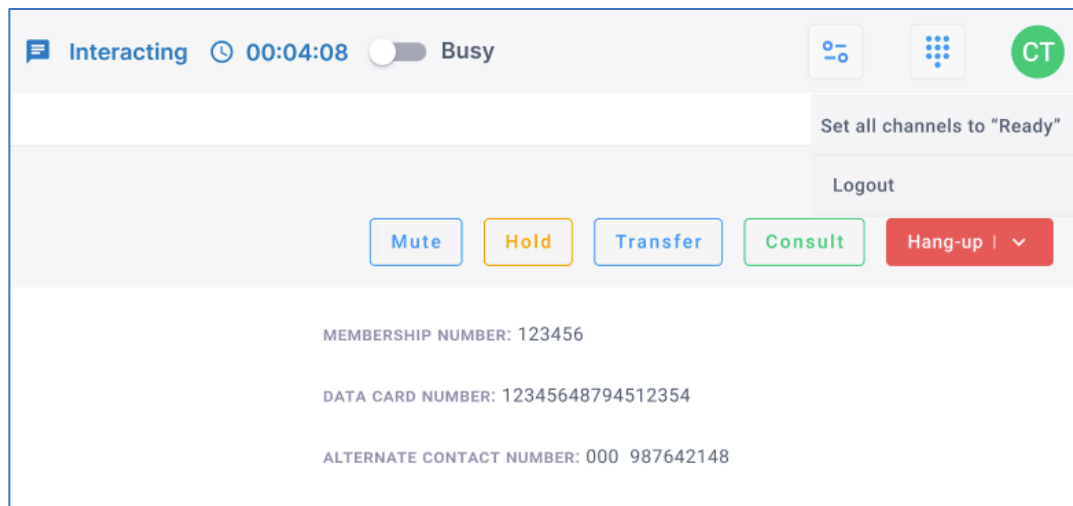 Interacting 00:04:08 Busy CT
Set all channels to “Ready”
Logout
Mute Hold Transfer Consult Hang-up
MEMBERSHIP NUMBER: 123456
DATA CARD NUMBER: 12345648794512354
ALTERNATE CONTACT NUMBER: 000 987642148